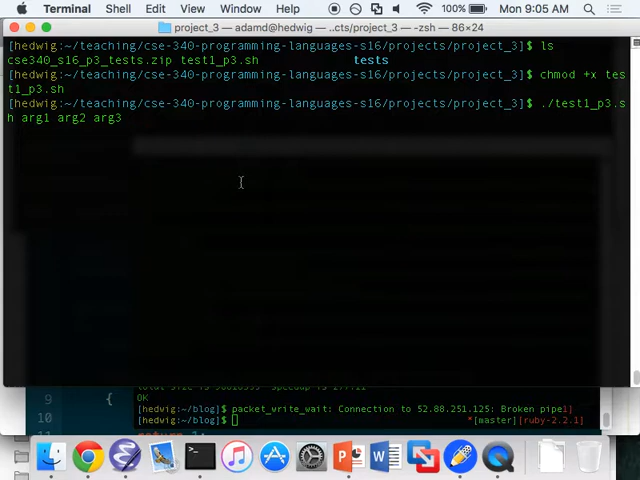 Terminal Shell Edit View Window Help 100% Mon 9:05 AM
project_3 — adamd@hedwig — ..cts/project_3 — -zsh — 86×24
[hedwig:~/teaching/cse-340-programming-languages-s16/projects/project_3]$ ls
cse340_s16_p3_tests.zip test1_p3.sh tests
[hedwig:~/teaching/cse-340-programming-languages-s16/projects/project_3]$ chmod +x tes
t1_p3.sh
[hedwig:~/teaching/cse-340-programming-languages-s16/projects/project_3]$ ./test1_p3.s
h arg1 arg2 arg3
OK
9 {
[hedwig:~/blog]$ packet_write_wait: Connection to 52.88.251.125: Broken pipe]
10
[hedwig:~/blog]$ *[master][ruby-2.2.1]